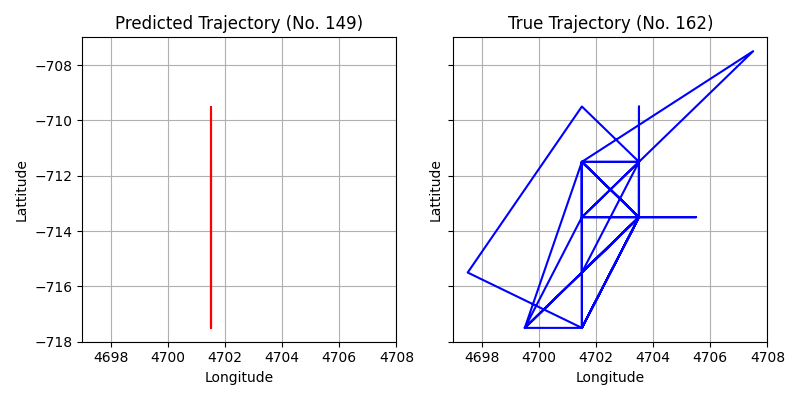 Predicted Trajectory (No. 149)
True Trajectory (No. 162)
Lattitude
−708
−710
−712
−714
−716
−718
4698 4700 4702 4704 4706 4708
Longitude
Lattitude
4698 4700 4702 4704 4706 4708
Longitude